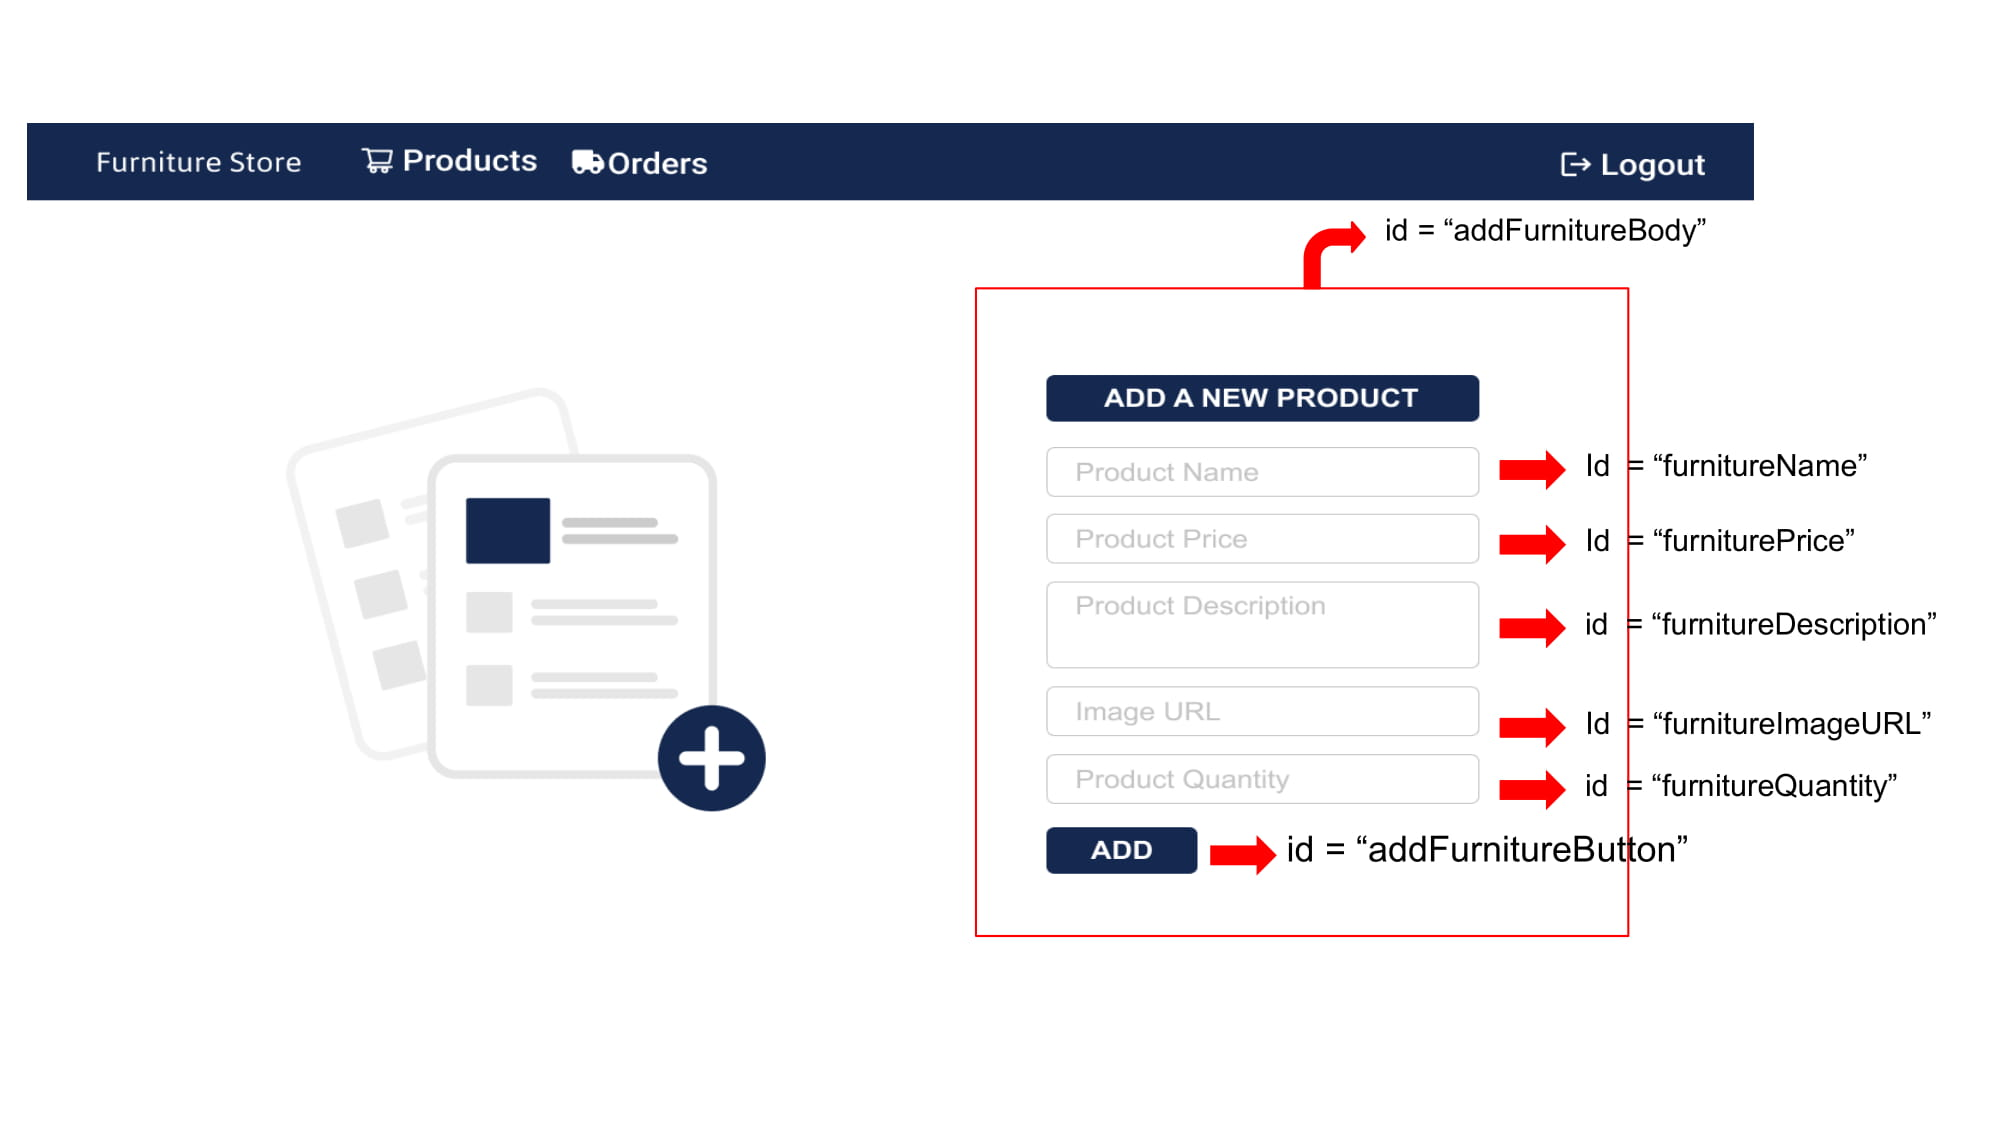 Furniture Store Products Orders Logout
id = “addFurnitureBody”
ADD A NEW PRODUCT
Product Name Id = “furnitureName”
Product Price Id = “furniturePrice”
Product Description id = “furnitureDescription”
Image URL Id = “furnitureImageURL”
Product Quantity id = “furnitureQuantity”
ADD id = “addFurnitureButton”